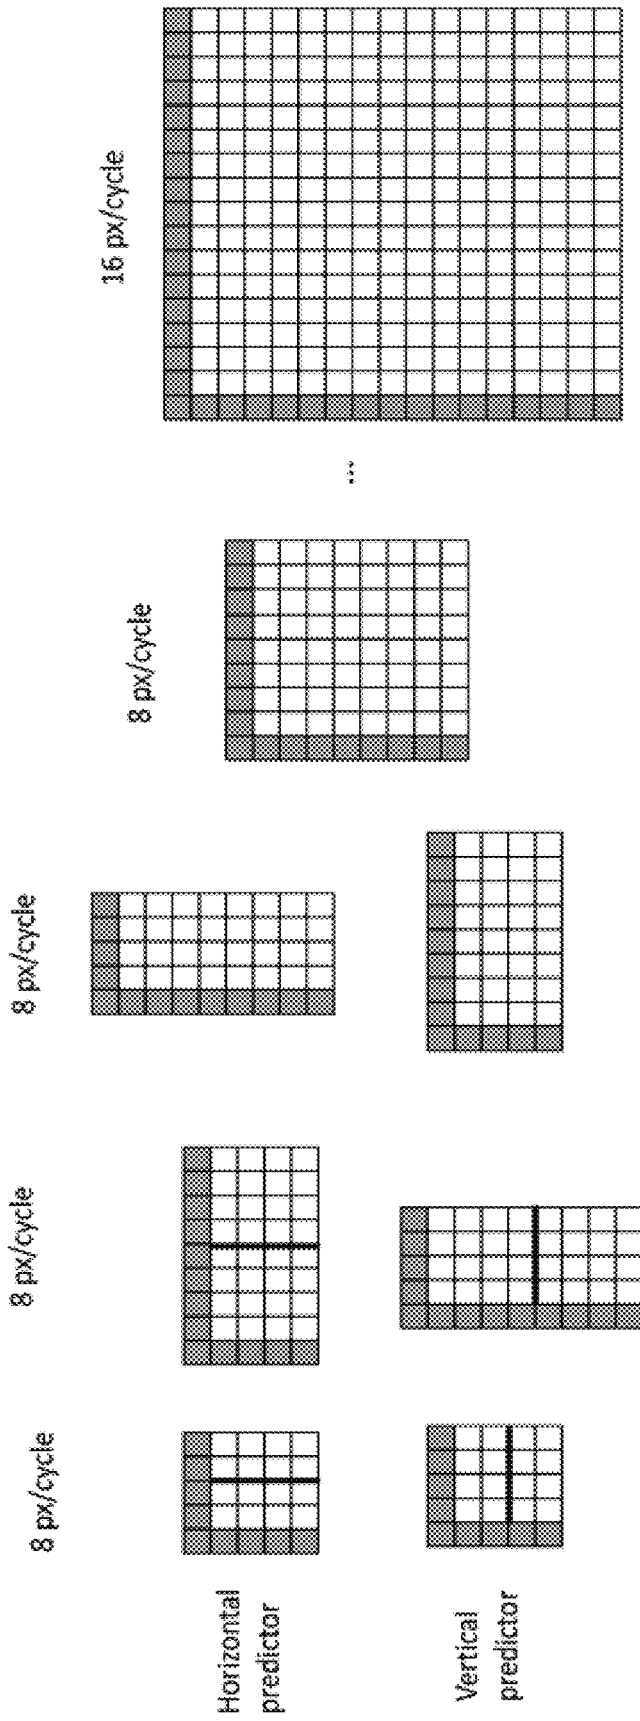 8 px/cycle
8 px/cycle
8 px/cycle
8 px/cycle
...
16 px/cycle
Horizontal
predictor
Vertical
predictor